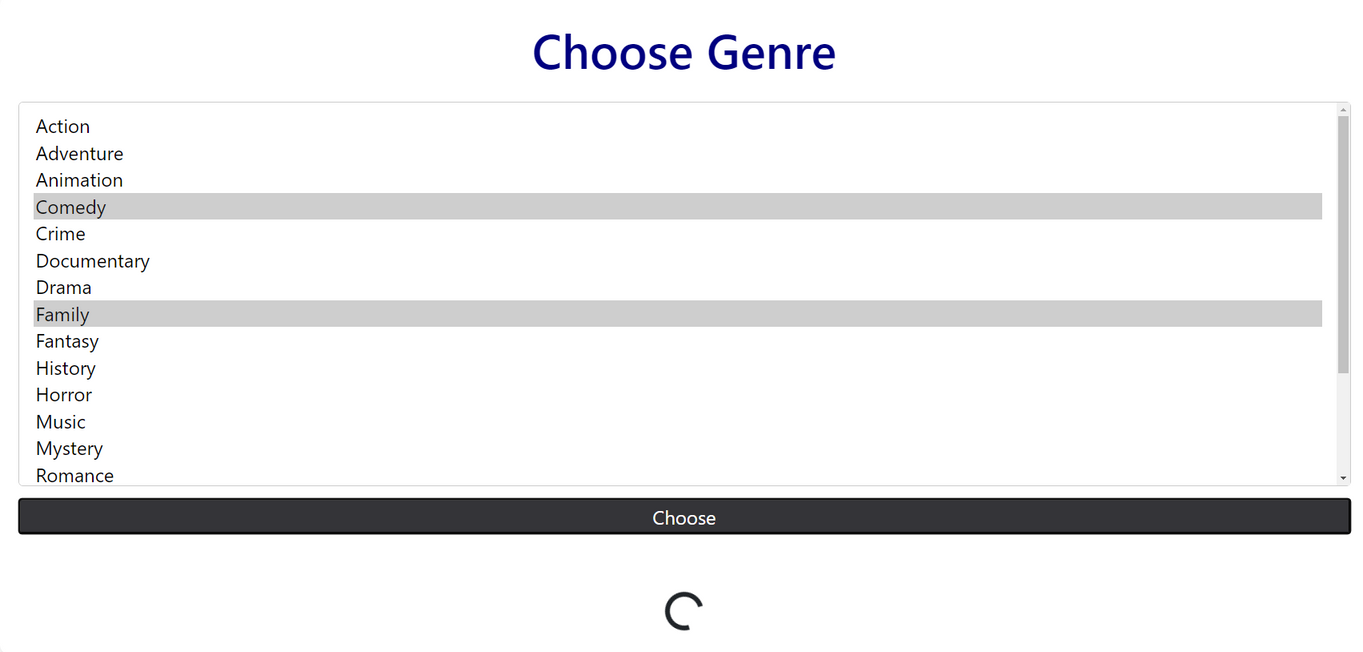 Choose Genre
Action
Adventure
Animation
Comedy
Crime
Documentary
Drama
Family
Fantasy
History
Horror
Music
Mystery
Romance
Choose